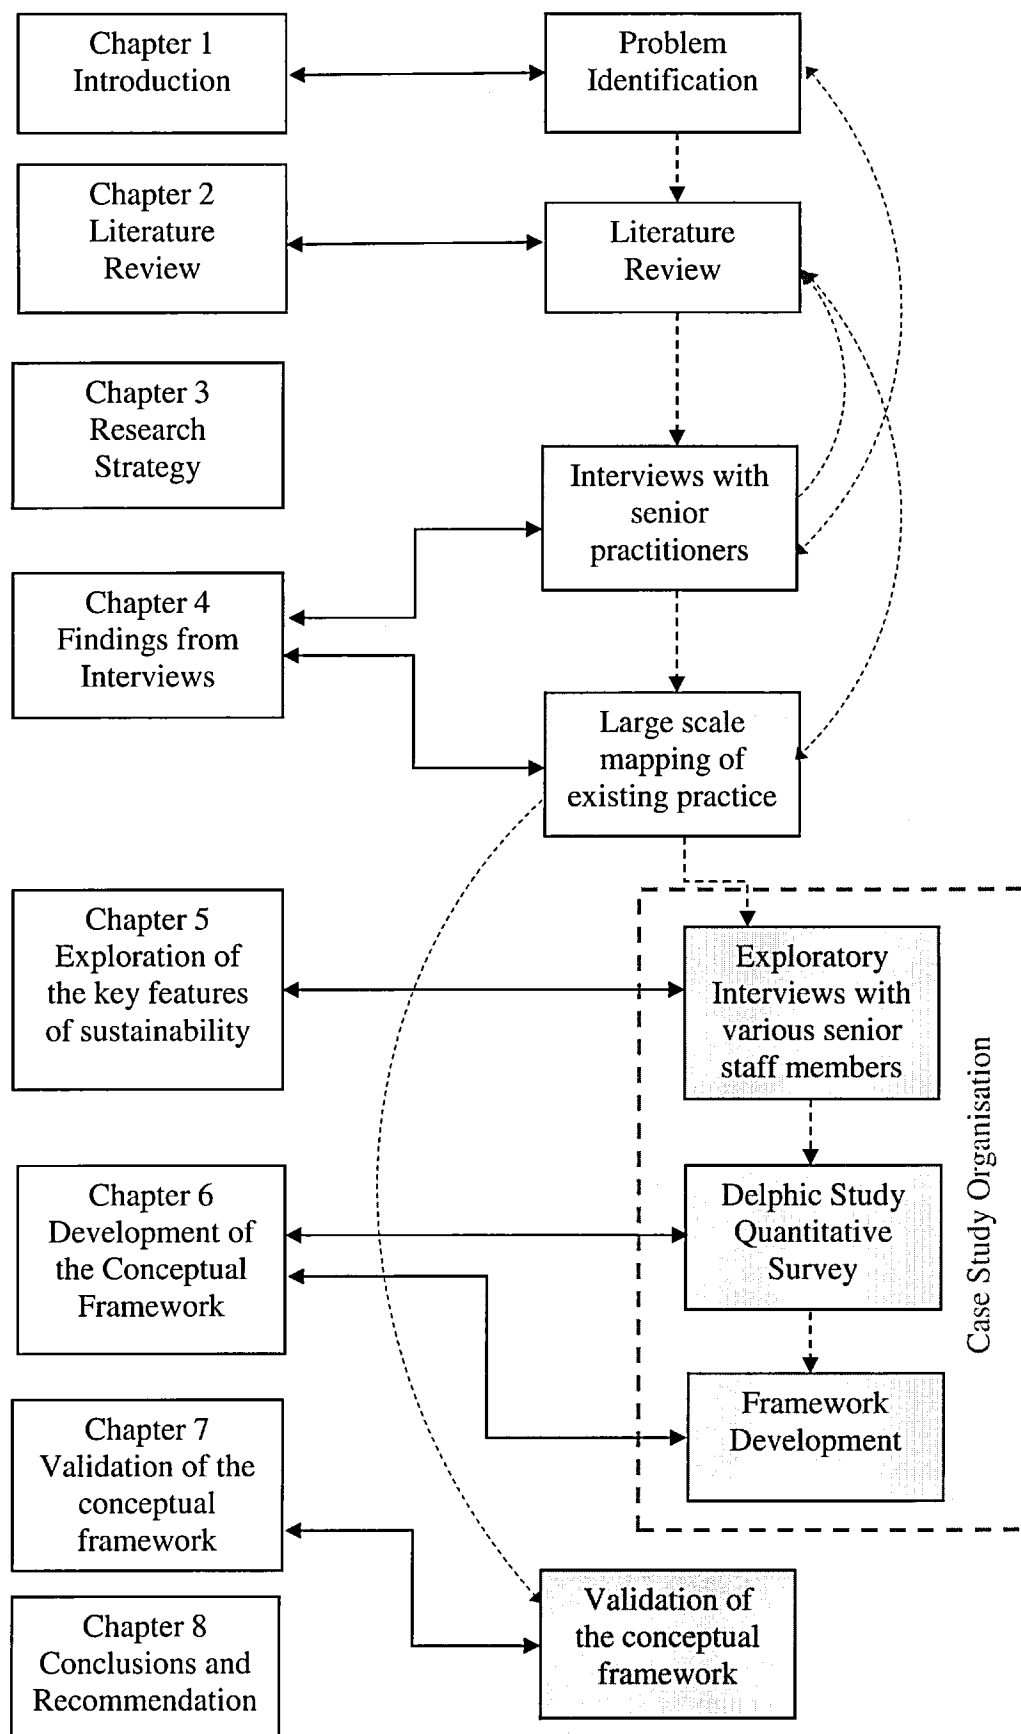 Chapter 1
Introduction
Problem
Identification
Chapter 2
Literature
Review
Literature
Review
Chapter 3
Research
Strategy
Interviews with
senior
practitioners
Chapter 4
Findings from
Interviews
Large scale
mapping of
existing practice
Chapter 5
Exploration of
the key features
of sustainability
Exploratory
Interviews with
various senior
staff members
Case Study Organisation
Chapter 6
Development of
the Conceptual
Framework
Delphic Study
Quantitative
Survey
Framework
Development
Chapter 7
Validation of the
conceptual
framework
Validation of
the conceptual
framework
Chapter 8
Conclusions and
Recommendation